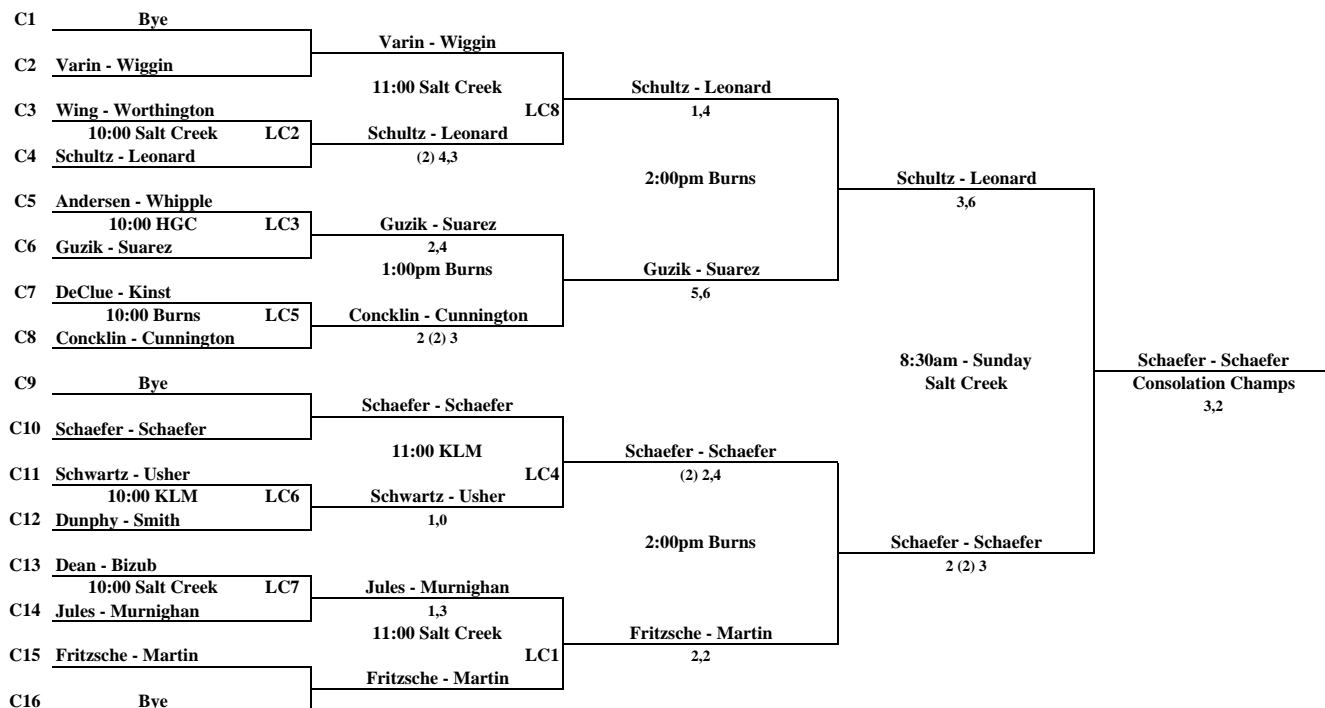 C1 Bye
Varin - Wiggin
C2 Varin - Wiggin
11:00 Salt Creek Schultz - Leonard
C3 Wing - Worthington LC8 1,4
10:00 Salt Creek LC2 Schultz - Leonard
C4 Schultz - Leonard (2) 4,3
2:00pm Burns Schultz - Leonard
C5 Andersen - Whipple 3,6
10:00 HGC LC3 Guzik - Suarez
C6 Guzik - Suarez 2,4
1:00pm Burns Guzik - Suarez
C7 DeClue - Kinst 5,6
10:00 Burns LC5 Concklin - Cunnington
C8 Concklin - Cunnington 2 (2) 3
8:30am - Sunday Schaefer - Schaefer
C9 Bye Salt Creek Consolation Champs
Schaefer - Schaefer 3,2
C10 Schaefer - Schaefer
11:00 KLM Schaefer - Schaefer
C11 Schwartz - Usher LC4 (2) 2,4
10:00 KLM LC6 Schwartz - Usher
C12 Dunphy - Smith 1,0
2:00pm Burns Schaefer - Schaefer
C13 Dean - Bizub 2 (2) 3
10:00 Salt Creek LC7 Jules - Murnighan
C14 Jules - Murnighan 1,3
11:00 Salt Creek Fritzsche - Martin
C15 Fritzsche - Martin LC1 2,2
Fritzsche - Martin
C16 Bye